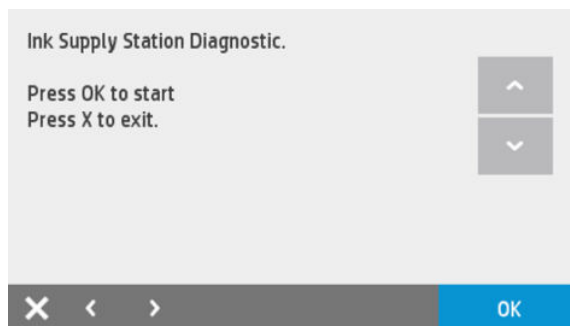 Ink Supply Station Diagnostic.
Press OK to start
Press X to exit.
OK